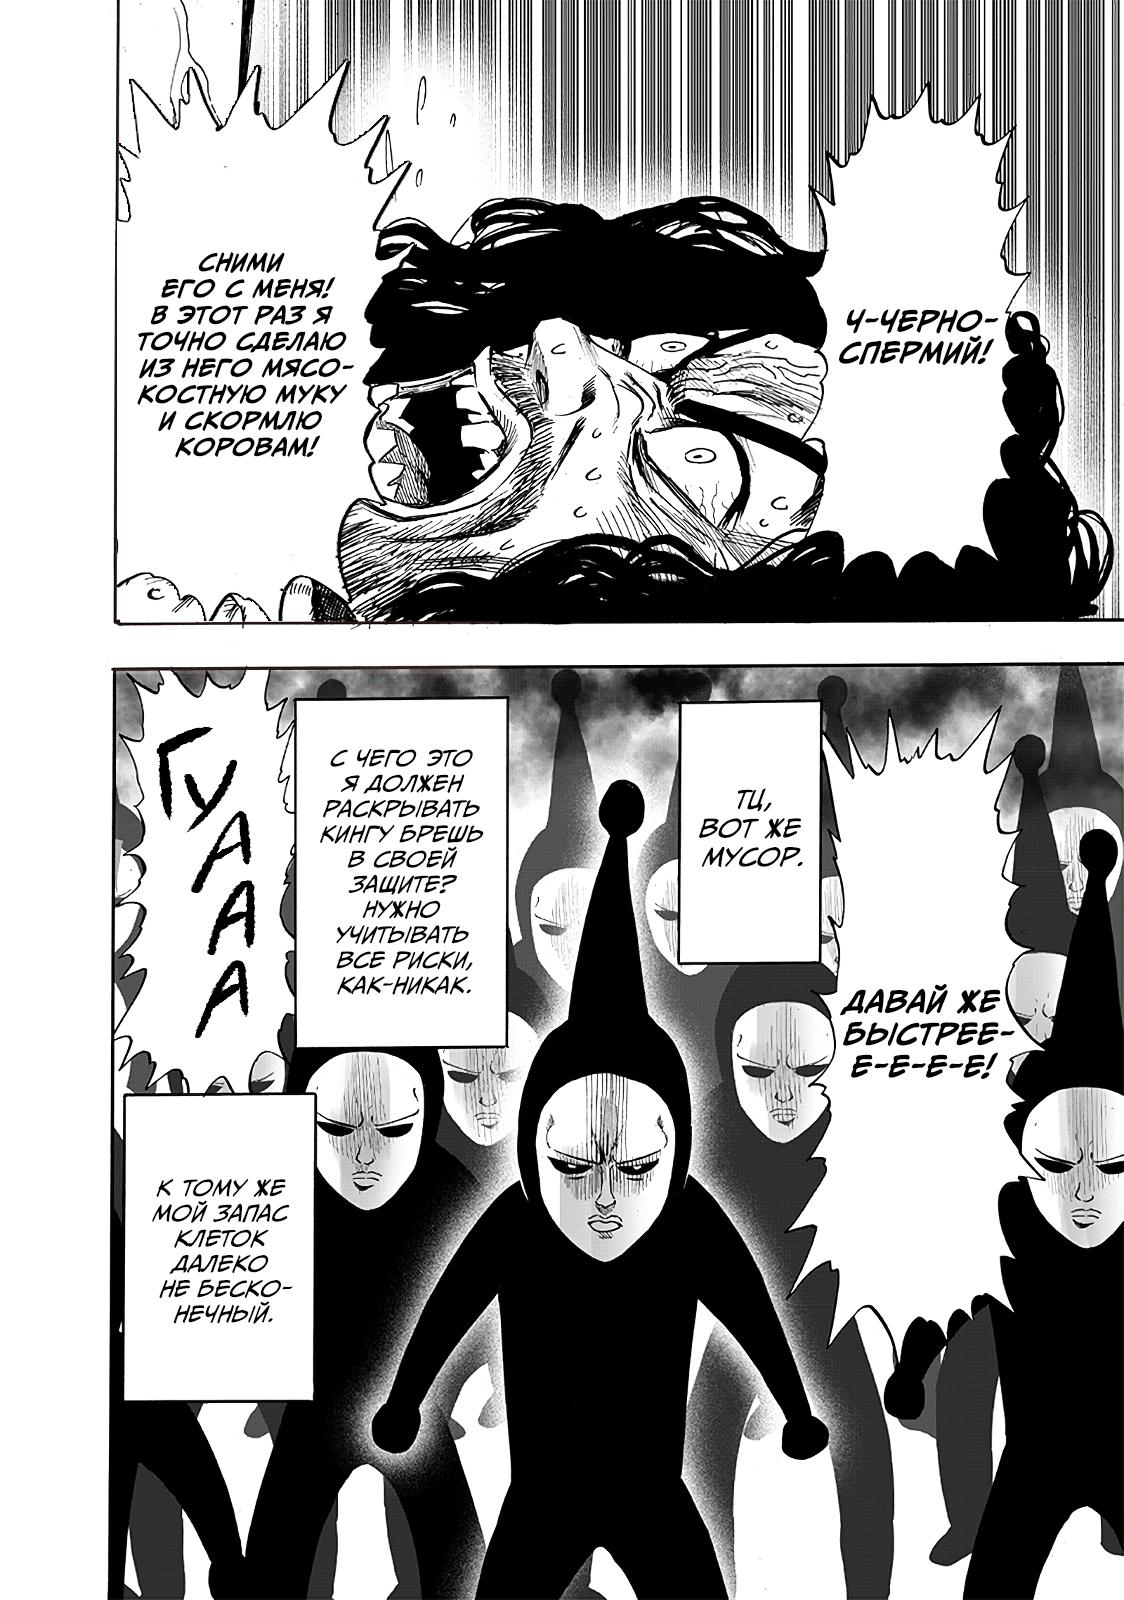 Ч-ЧЕРНО-
СПЕРМИЙ!
СНИМИ
ЕГО С МЕНЯ!
В ЭТОТ РАЗ Я
ТОЧНО СДЕЛАЮ
ИЗ НЕГО МЯСО-
КОСТНУЮ МУКУ
И СКОРМЛЮ
КОРОВАМ!
ДАВАЙ ЖЕ
БЫСТРЕЕ-
Е-Е-Е-Е!
ТЦ,
ВОТ ЖЕ
МУСОР.
С ЧЕГО ЭТО
Я ДОЛЖЕН
РАСКРЫВАТЬ
КИНГУ БРЕШЬ
В СВОЕЙ
ЗАЩИТЕ?
НУЖНО
УЧИТЫВАТЬ
ВСЕ РИСКИ,
КАК-НИКАК.
ГУААА
К ТОМУ ЖЕ
МОЙ ЗАПАС
КЛЕТОК
ДАЛЕКО
НЕ БЕСКО-
НЕЧНЫЙ.